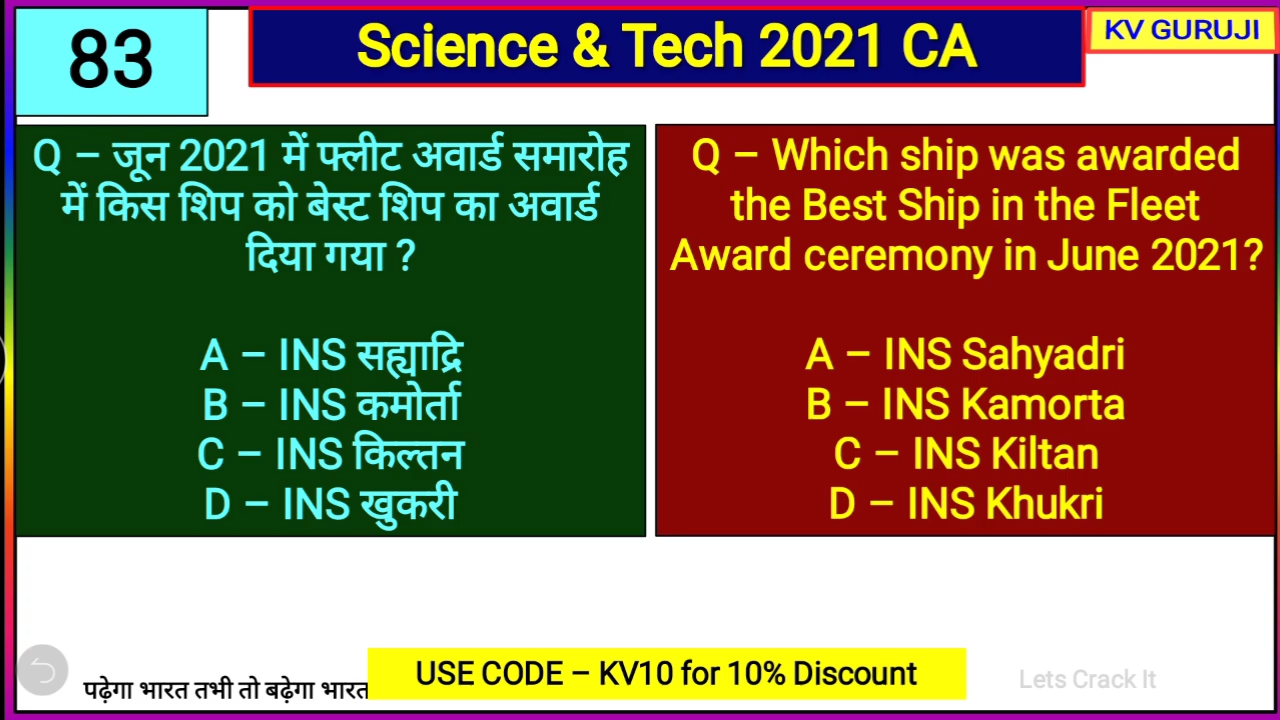 83
Science & Tech 2021 CA
KV GURUJI
Q – जून 2021 में फ्लीट अवार्ड समारोह
में किस शिप को बेस्ट शिप का अवार्ड
दिया गया ?
A – INS सह्याद्रि
B – INS कमोर्ता
C – INS किल्तन
D – INS खुकरी
Q – Which ship was awarded
the Best Ship in the Fleet
Award ceremony in June 2021?
A – INS Sahyadri
B – INS Kamorta
C – INS Kiltan
D – INS Khukri
पढ़ेगा भारत तभी तो बढ़ेगा भारत
USE CODE – KV10 for 10% Discount
Lets Crack It